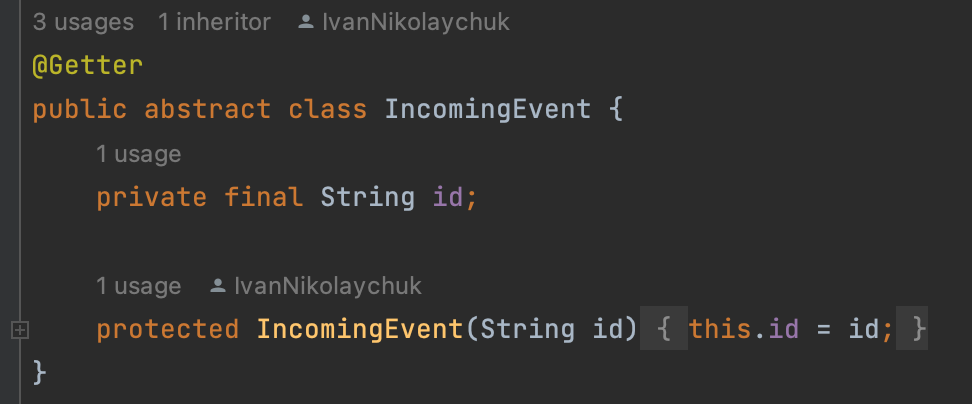 3 usages 1 inheritor IvanNikolaychuk
@Getter
public abstract class IncomingEvent {
1 usage
private final String id;
1 usage IvanNikolaychuk
protected IncomingEvent(String id) { this.id = id; }
}